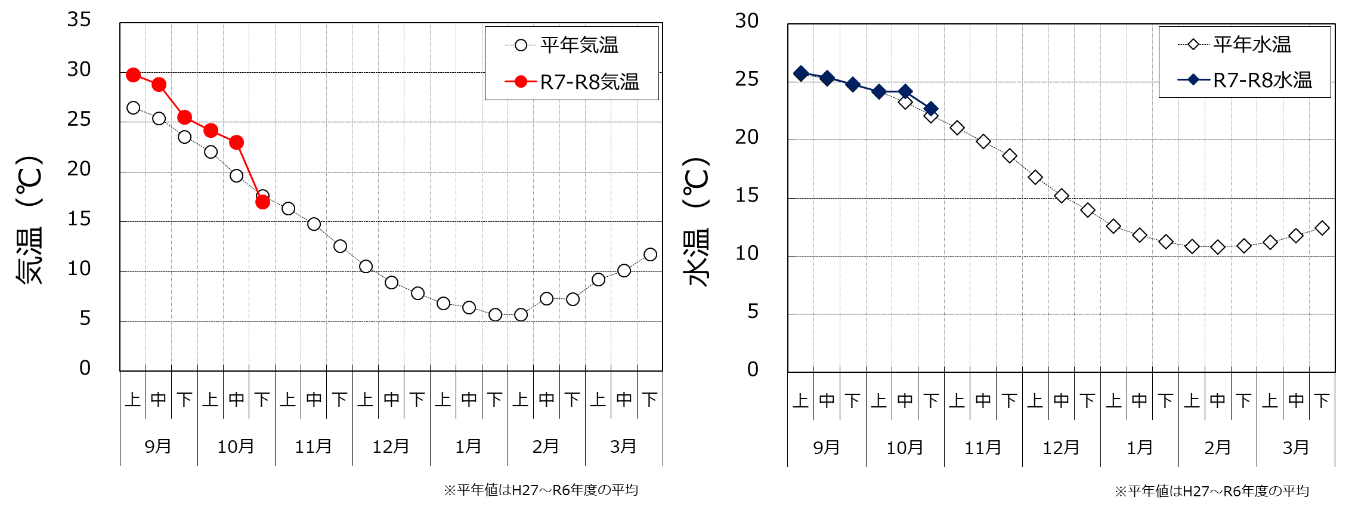 35
30
25
20
15
10
5
0
気温（℃）
平年気温
R7-R8気温
上 中 下 上 中 下 上 中 下 上 中 下 上 中 下 上 中 下 上 中 下
9月 10月 11月 12月 1月 2月 3月
※平年値はH27～R6年度の平均
30
25
20
15
10
5
0
水温（℃）
平年水温
R7-R8水温
上 中 下 上 中 下 上 中 下 上 中 下 上 中 下 上 中 下 上 中 下
9月 10月 11月 12月 1月 2月 3月
※平年値はH27～R6年度の平均